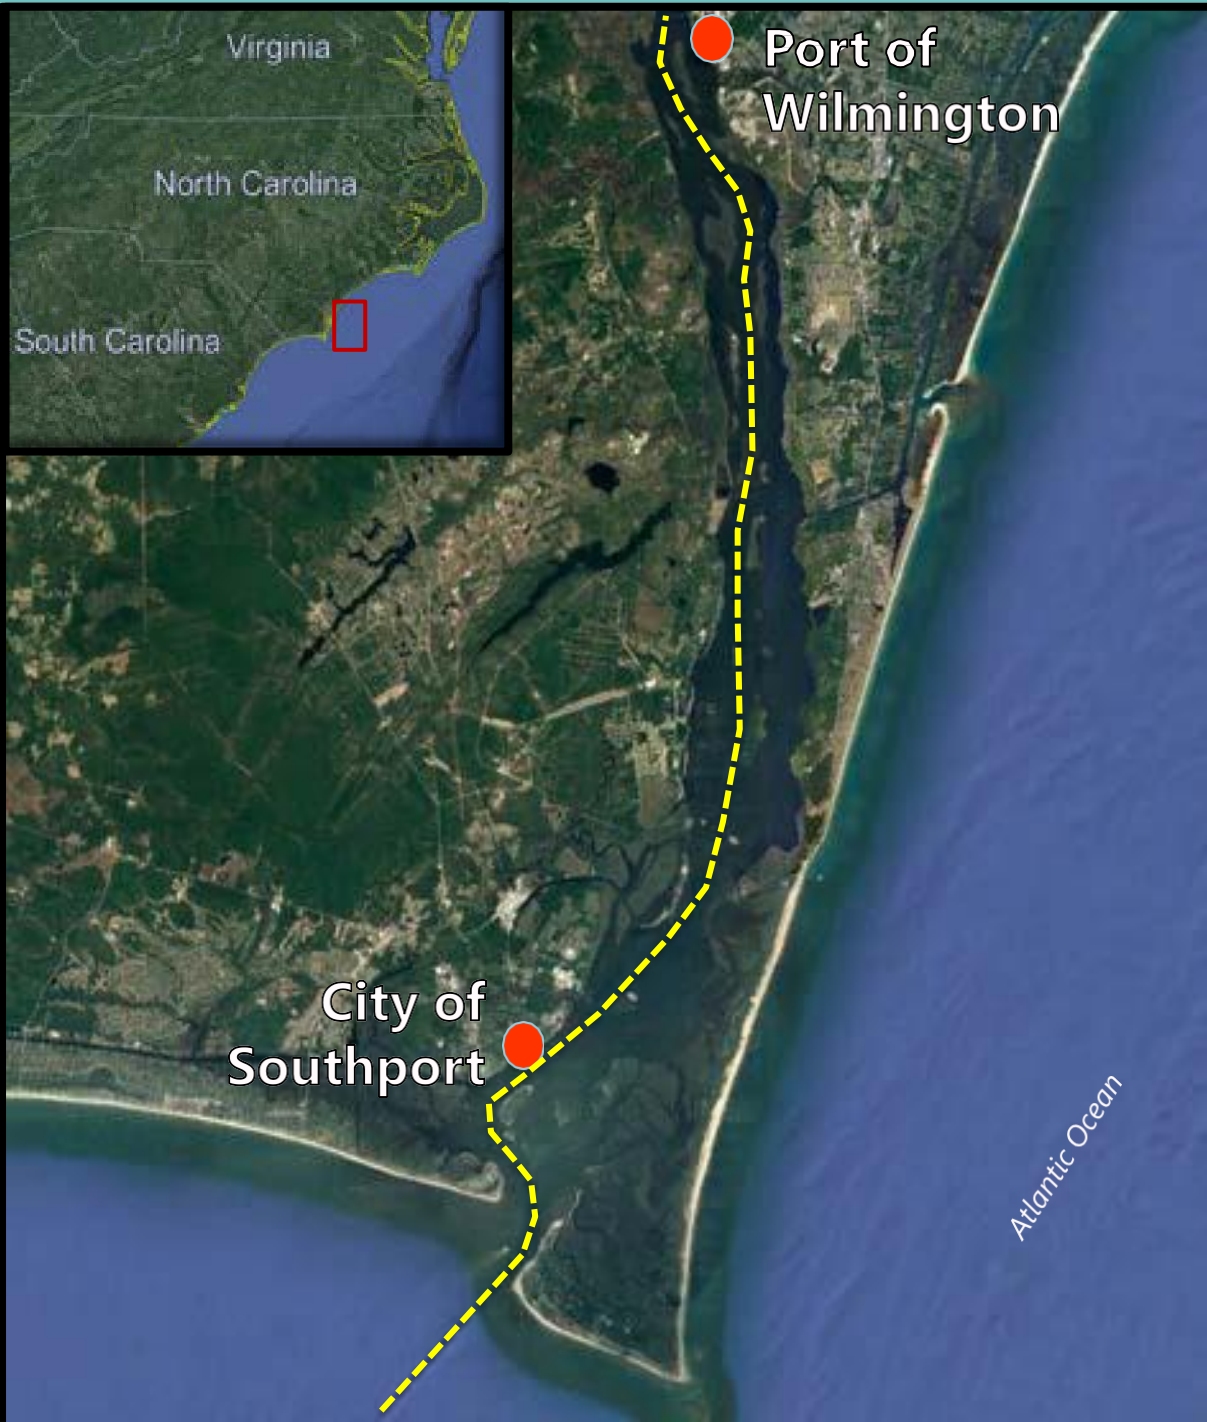 Virginia
North Carolina
South Carolina
Port of
Wilmington
City of
Southport
Atlantic Ocean